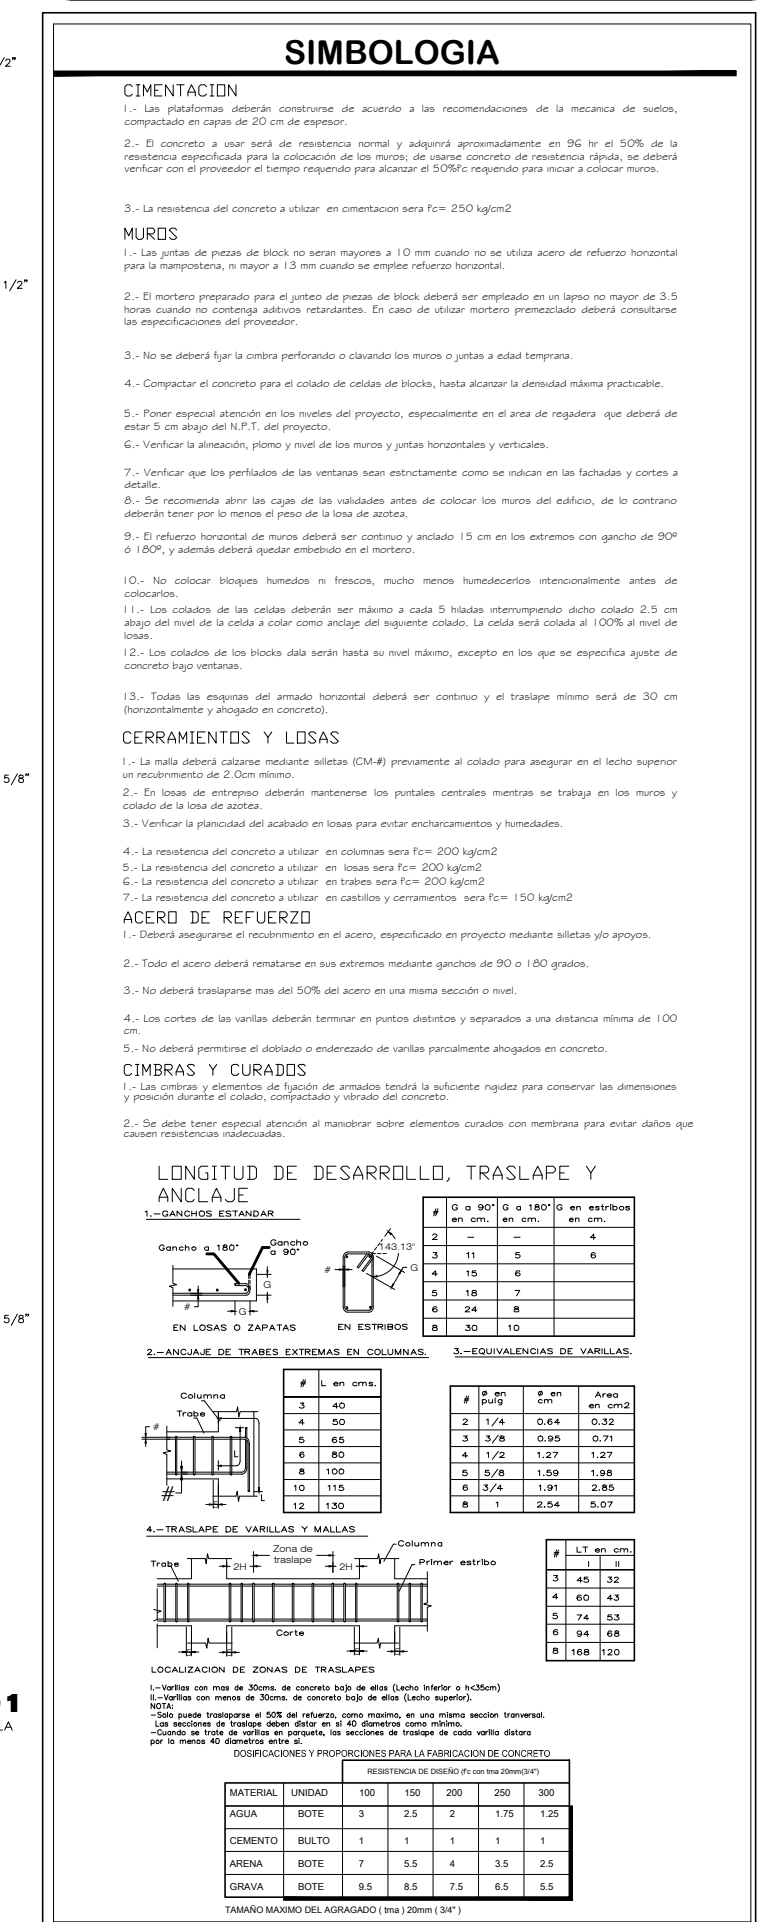 /2"
1/2"
5/8"
5/8"
1
LA
SIMBOLOGIA
CIMENTACION
1.- Las plataformas deberán construirse de acuerdo a las recomendaciones de la mecanica de suelos,
compactado en capas de 20 cm de espesor.
2.- El concreto a usar será de resistencia normal y adquirirá aproximadamente en 96 hr el 50% de la
resistencia especificada para la colocación de los muros; de usarse concreto de resistencia rápida, se deberá
verificar con el proveedor el tiempo requerido para alcanzar el 50%f'c requerido para iniciar a colocar muros.
3.- La resistencia del concreto a utilizar en cimentacion sera f'c= 250 kg/cm2
MUROS
1.- Las juntas de piezas de block no seran mayores a 10 mm cuando no se utiliza acero de refuerzo horizontal
para la mamposteria, ni mayor a 13 mm cuando se emplee refuerzo horizontal.
2.- El mortero preparado para el junteo de piezas de block deberá ser empleado en un lapso no mayor de 3.5
horas cuando no contenga aditivos retardantes. En caso de utilizar mortero premezclado deberá consultarse
las especificaciones del proveedor.
3.- No se deberá fijar la cimbra perforando o clavando los muros o juntas a edad temprana.
4.- Compactar el concreto para el colado de celdas de blocks, hasta alcanzar la densidad máxima practicable.
5.- Poner especial atención en los niveles del proyecto, especialmente en el area de regadera que deberá de
estar 5 cm abajo del N.P.T. del proyecto.
6.- Verificar la alineación, plomo y nivel de los muros y juntas horizontales y verticales.
7.- Verificar que los perfilados de las ventanas sean estrictamente como se indican en las fachadas y cortes a
detalle.
8.- Se recomienda abrir las cajas de las vialidades antes de colocar los muros del edificio, de lo contrario
deberán tener por lo menos el peso de la losa de azotea.
9.- El refuerzo horizontal de muros deberá ser continuo y anclado 15 cm en los extremos con gancho de 90º
ó 180º, y además deberá quedar embebido en el mortero.
10.- No colocar bloques humedos ni frescos, mucho menos humedecerlos intencionalmente antes de
colocarlos.
11.- Los colados de las celdas deberán ser máximo a cada 5 hiladas interrumpiendo dicho colado 2.5 cm
abajo del nivel de la celda a colar como anclaje del siguiente colado. La celda será colada al 100% al nivel de
losas.
12.- Los colados de los blocks dala serán hasta su nivel máximo, excepto en los que se especifica ajuste de
concreto bajo ventanas.
13.- Todas las esquinas del armado horizontal deberá ser continuo y el traslape mínimo será de 30 cm
(horizontalmente y ahogado en concreto).
CERRAMIENTOS Y LOSAS
1.- La malla deberá calzarse mediante silletas (CM-#) previamente al colado para asegurar en el lecho superior
un recubrimiento de 2.0cm mínimo.
2.- En losas de entrepiso deberán mantenerse los puntales centrales mientras se trabaja en los muros y
colado de la losa de azotea.
3.- Verificar la planicidad del acabado en losas para evitar encharcamientos y humedades.
4.- La resistencia del concreto a utilizar en columnas sera f'c= 200 kg/cm2
5.- La resistencia del concreto a utilizar en losas sera f'c= 200 kg/cm2
6.- La resistencia del concreto a utilizar en trabes sera f'c= 200 kg/cm2
7.- La resistencia del concreto a utilizar en castillos y cerramientos sera f'c= 150 kg/cm2
ACERO DE REFUERZO
1.- Deberá asegurarse el recubrimiento en el acero, especificado en proyecto mediante silletas y/o apoyos.
2.- Todo el acero deberá rematarse en sus extremos mediante ganchos de 90 o 180 grados.
3.- No deberá traslaparse mas del 50% del acero en una misma sección o nivel.
4.- Los cortes de las varillas deberán terminar en puntos distintos y separados a una distancia mínima de 100
cm.
5.- No deberá permitirse el doblado o enderezado de varillas parcialmente ahogados en concreto.
CIMBRAS Y CURADOS
1.- Las cimbras y elementos de fijación de armados tendrá la suficiente rigidez para conservar las dimensiones
y posición durante el colado, compactado y vibrado del concreto.
2.- Se debe tener especial atención al maniobrar sobre elementos curados con membrana para evitar daños que
causen resistencias inadecuadas.
LONGITUD DE DESARROLLO, TRASLAPE Y
ANCLAJE
1.-GANCHOS ESTANDAR
Gancho a 180°
Gancho
a 90°
#
G
G
EN LOSAS O ZAPATAS
143.13°
#
G
EN ESTRIBOS
# G a 90° en cm. G a 180° en cm. G en estribos en cm.
2 - - 4
3 11 5 6
4 15 6
5 18 7
6 24 8
8 30 10
2.-ANCJAJE DE TRABES EXTREMAS EN COLUMNAS.
Columna
Trabe
#
#
L
L
# L en cms.
3 40
4 50
5 65
6 80
8 100
10 115
12 130
3.-EQUIVALENCIAS DE VARILLAS.
# ø en pulg ø en cm Area en cm2
2 1/4 0.64 0.32
3 3/8 0.95 0.71
4 1/2 1.27 1.27
5 5/8 1.59 1.98
6 3/4 1.91 2.85
8 1 2.54 5.07
4.-TRASLAPE DE VARILLAS Y MALLAS
Trabe
2H
Zona de
traslape
2H
Columna
Primer estribo
Corte
LOCALIZACION DE ZONAS DE TRASLAPES
# LT en cm.
I II
3 45 32
4 60 43
5 74 53
6 94 68
8 168 120
I.-Varillas con mas de 30cms. de concreto bajo de ellas (Lecho inferior o h<35cm)
II.-Varillas con menos de 30cms. de concreto bajo de ellas (Lecho superior).
NOTA:
-Solo puede traslaparse el 50% del refuerzo, como maximo, en una misma seccion tranversal.
Las secciones de traslape deben distar en si 40 diametros como minimo.
-Cuando se trate de varillas en parquete, las secciones de traslape de cada varilla distara
por lo menos 40 diametros entre si.
DOSIFICACIONES Y PROPORCIONES PARA LA FABRICACION DE CONCRETO
RESISTENCIA DE DISEÑO (f'c con tma 20mm(3/4")
MATERIAL UNIDAD 100 150 200 250 300
AGUA BOTE 3 2.5 2 1.75 1.25
CEMENTO BULTO 1 1 1 1 1
ARENA BOTE 7 5.5 4 3.5 2.5
GRAVA BOTE 9.5 8.5 7.5 6.5 5.5
TAMAÑO MAXIMO DEL AGRAGADO ( tma ) 20mm ( 3/4" )